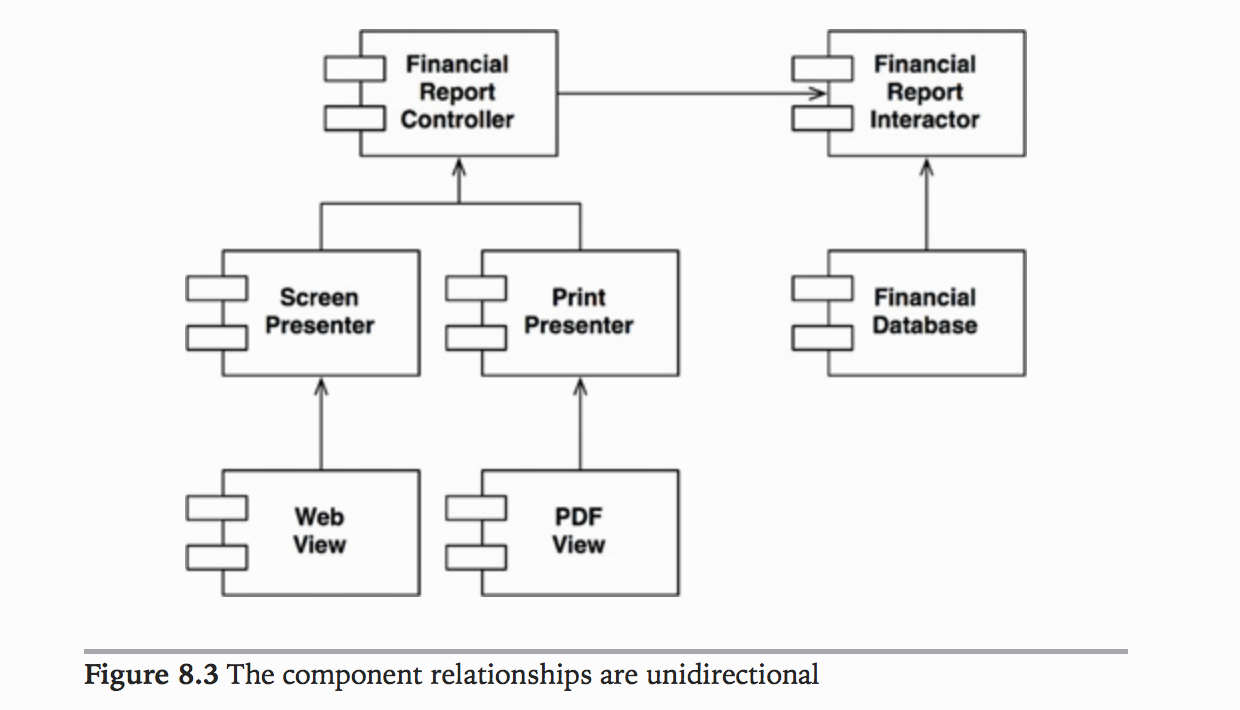 Financial
Report
Controller
Financial
Report
Interactor
Screen
Presenter
Print
Presenter
Financial
Database
Web
View
PDF
View
Figure 8.3 The component relationships are unidirectional